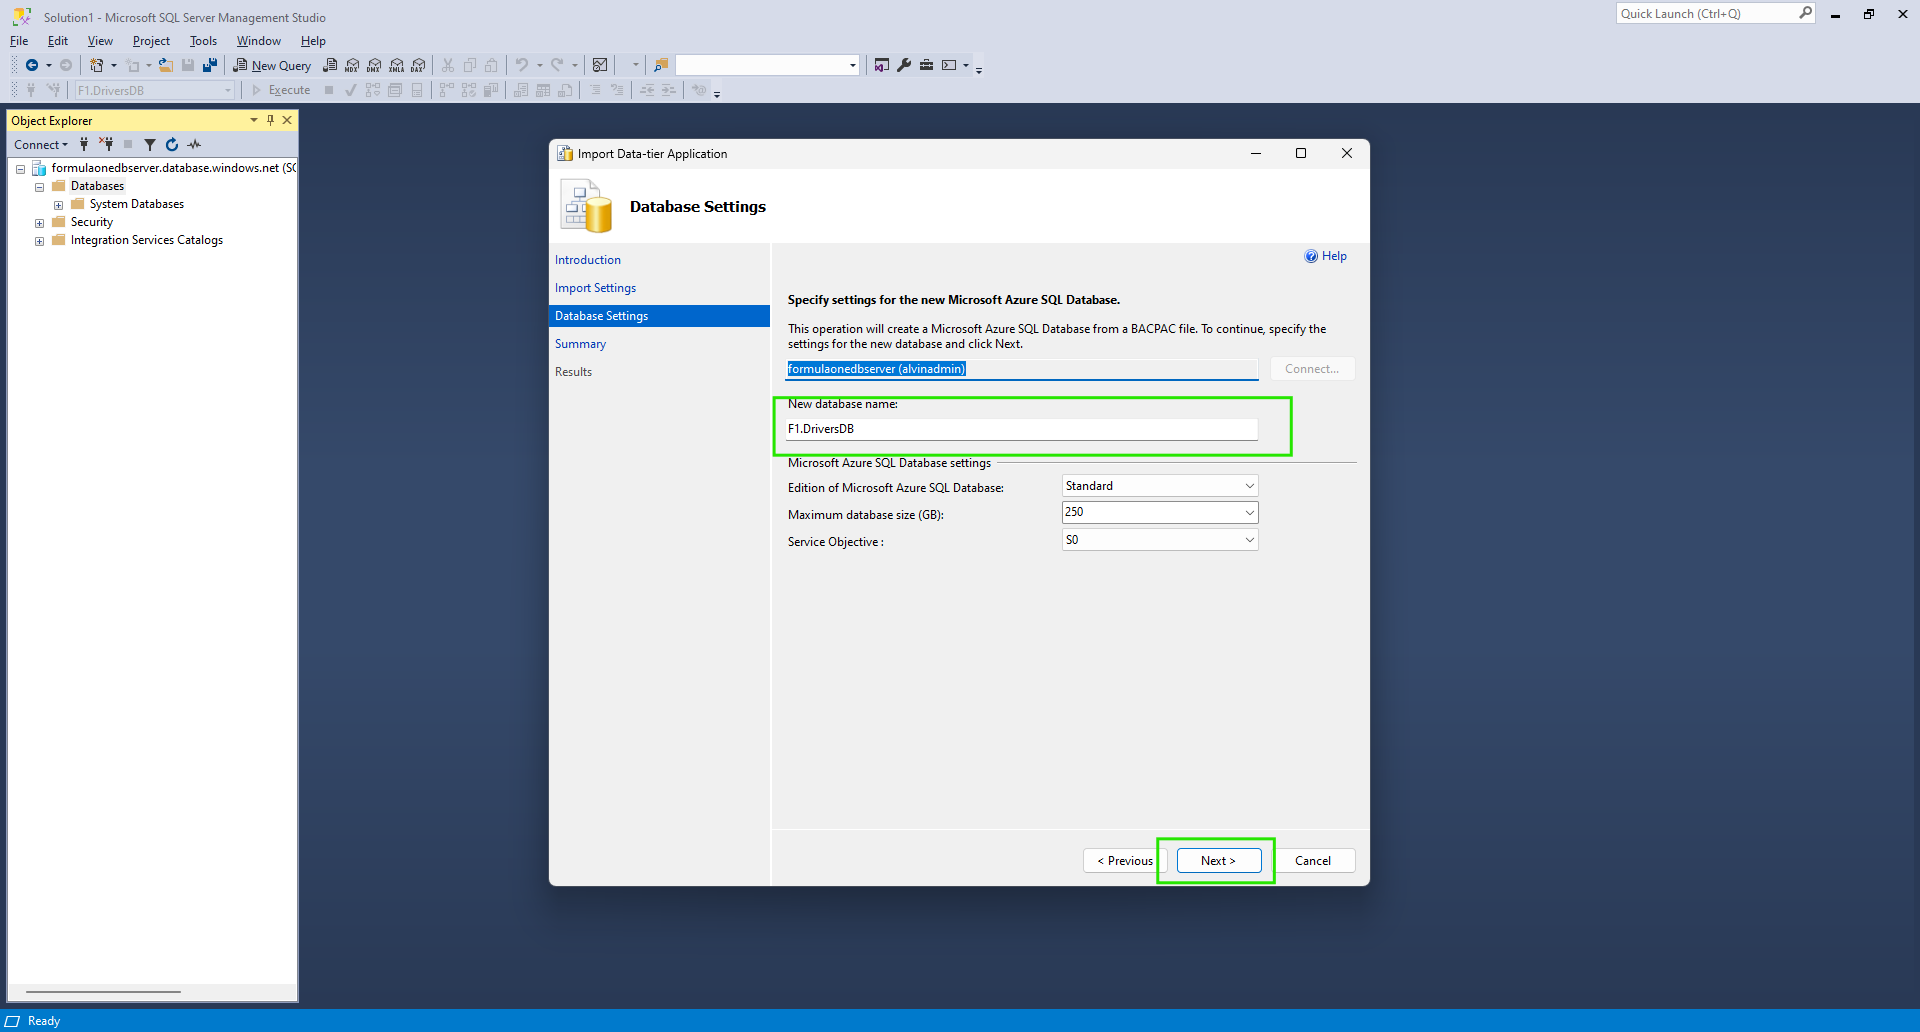 Solution1 - Microsoft SQL Server Management Studio
Quick Launch (Ctrl+Q)
File Edit View Project Tools Window Help
New Query MDX DMX XMLA DAX
F1.DriversDB Execute
Object Explorer
Connect
formulaonedbserver.database.windows.net (SQ
Databases
System Databases
Security
Integration Services Catalogs
Import Data-tier Application
Database Settings
Introduction
Import Settings
Database Settings
Summary
Results
Help
Specify settings for the new Microsoft Azure SQL Database.
This operation will create a Microsoft Azure SQL Database from a BACPAC file. To continue, specify the
settings for the new database and click Next.
formulaonedbserver (alvinadmin) Connect...
New database name:
F1.DriversDB
Microsoft Azure SQL Database settings
Edition of Microsoft Azure SQL Database: Standard
Maximum database size (GB): 250
Service Objective : S0
< Previous Next > Cancel
Ready